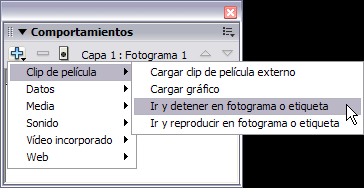 Comportamientos
Capa 1 : Fotograma 1
Clip de película
Datos
Media
Sonido
Vídeo incorporado
Web
Cargar clip de película externo
Cargar gráfico
Ir y detener en fotograma o etiqueta
Ir y reproducir en fotograma o etiqueta